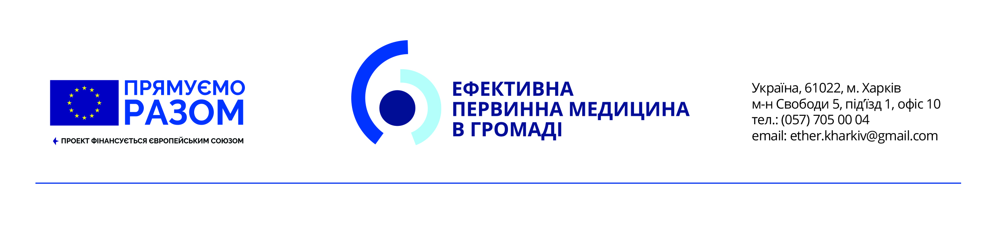 ПРЯМУЄМО
РАЗОМ
ПРОЕКТ ФІНАНСУЄТЬСЯ ЄВРОПЕЙСЬКИМ СОЮЗОМ
ЕФЕКТИВНА
ПЕРВИННА МЕДИЦИНА
В ГРОМАДІ
Україна, 61022, м. Харків
м-н Свободи 5, під’їзд 1, офіс 10
тел.: (057) 705 00 04
email: ether.kharkiv@gmail.com